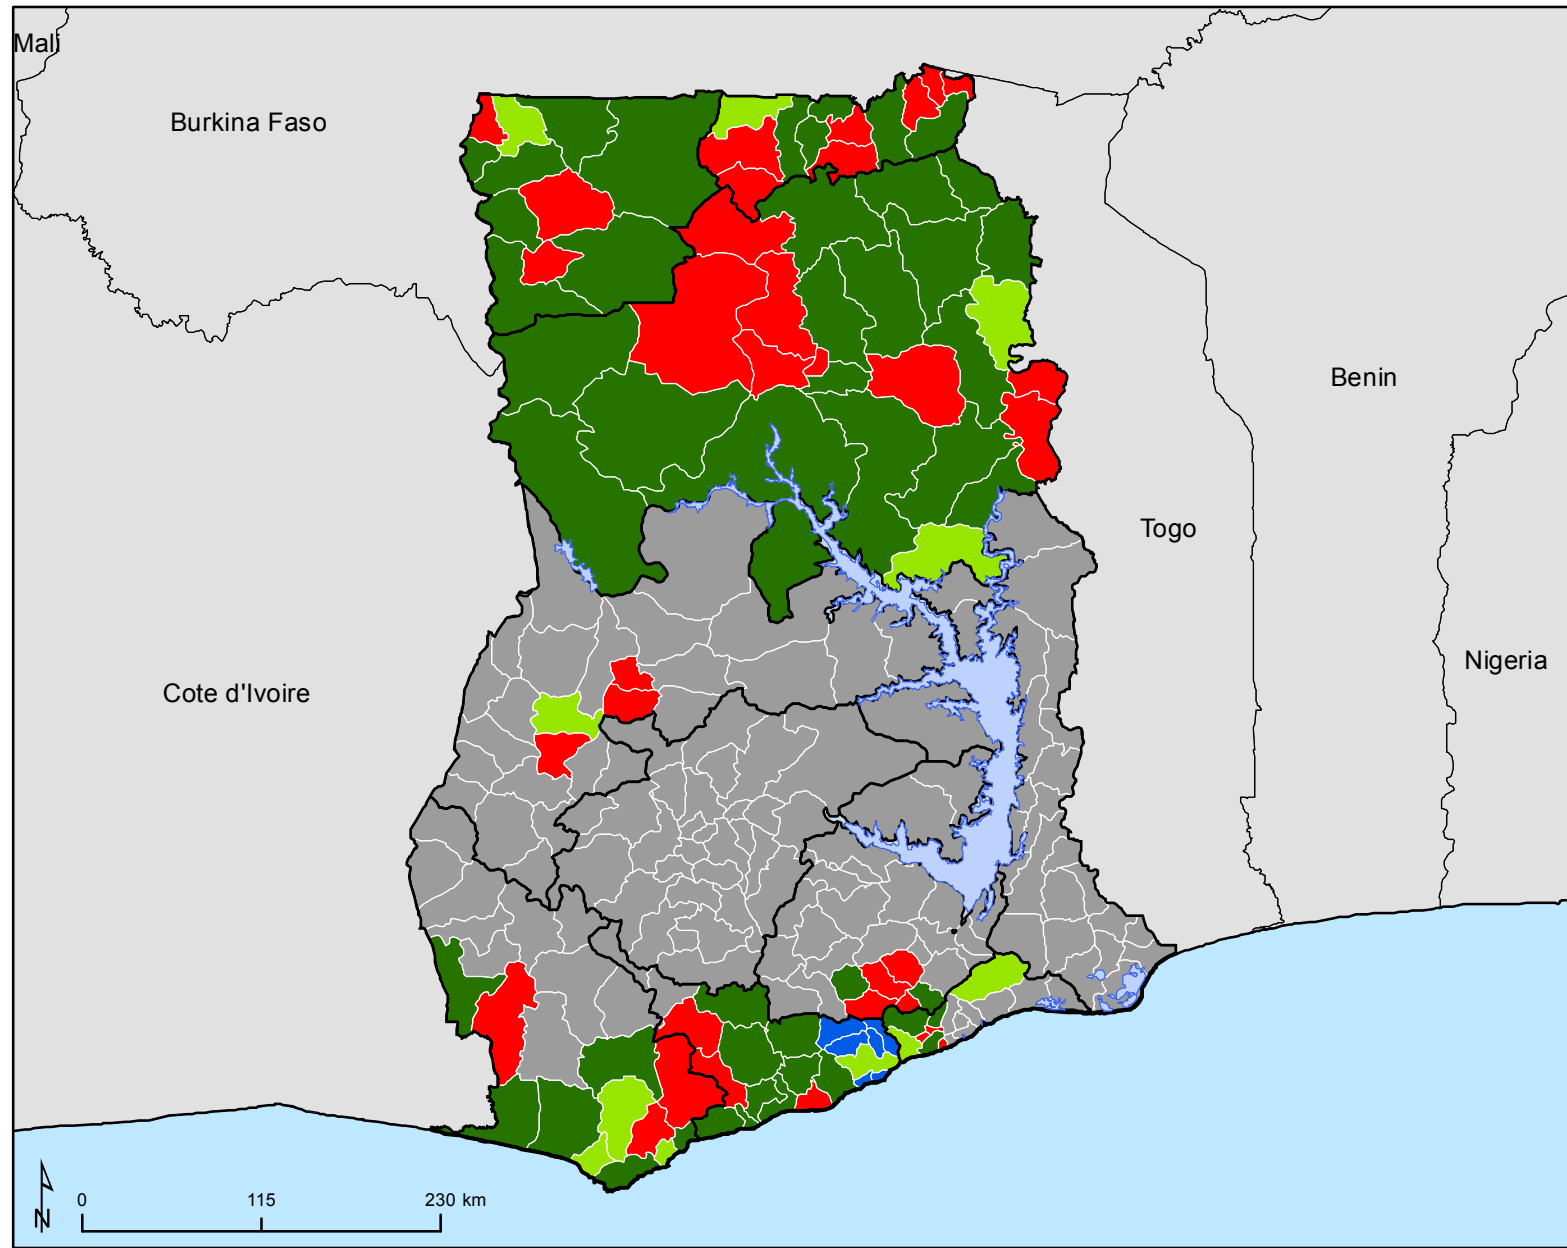 Mali
Burkina Faso
Benin
Togo
Nigeria
Cote d'Ivoire
N
0 115 230 km